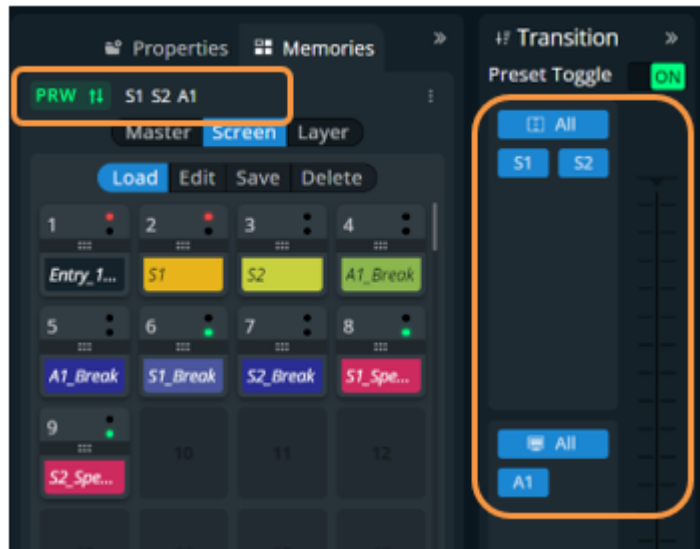 Properties Memories
PRW S1 S2 A1
Master Screen Layer
Load Edit Save Delete
1 2 3 4
Entry_1... S1 S2 A1_Break
5 6 7 8
A1_Break S1_Break S2_Break S1_Spe...
9 10 11 12
S2_Spe...
Transition
Preset Toggle ON
All
S1 S2
All
A1